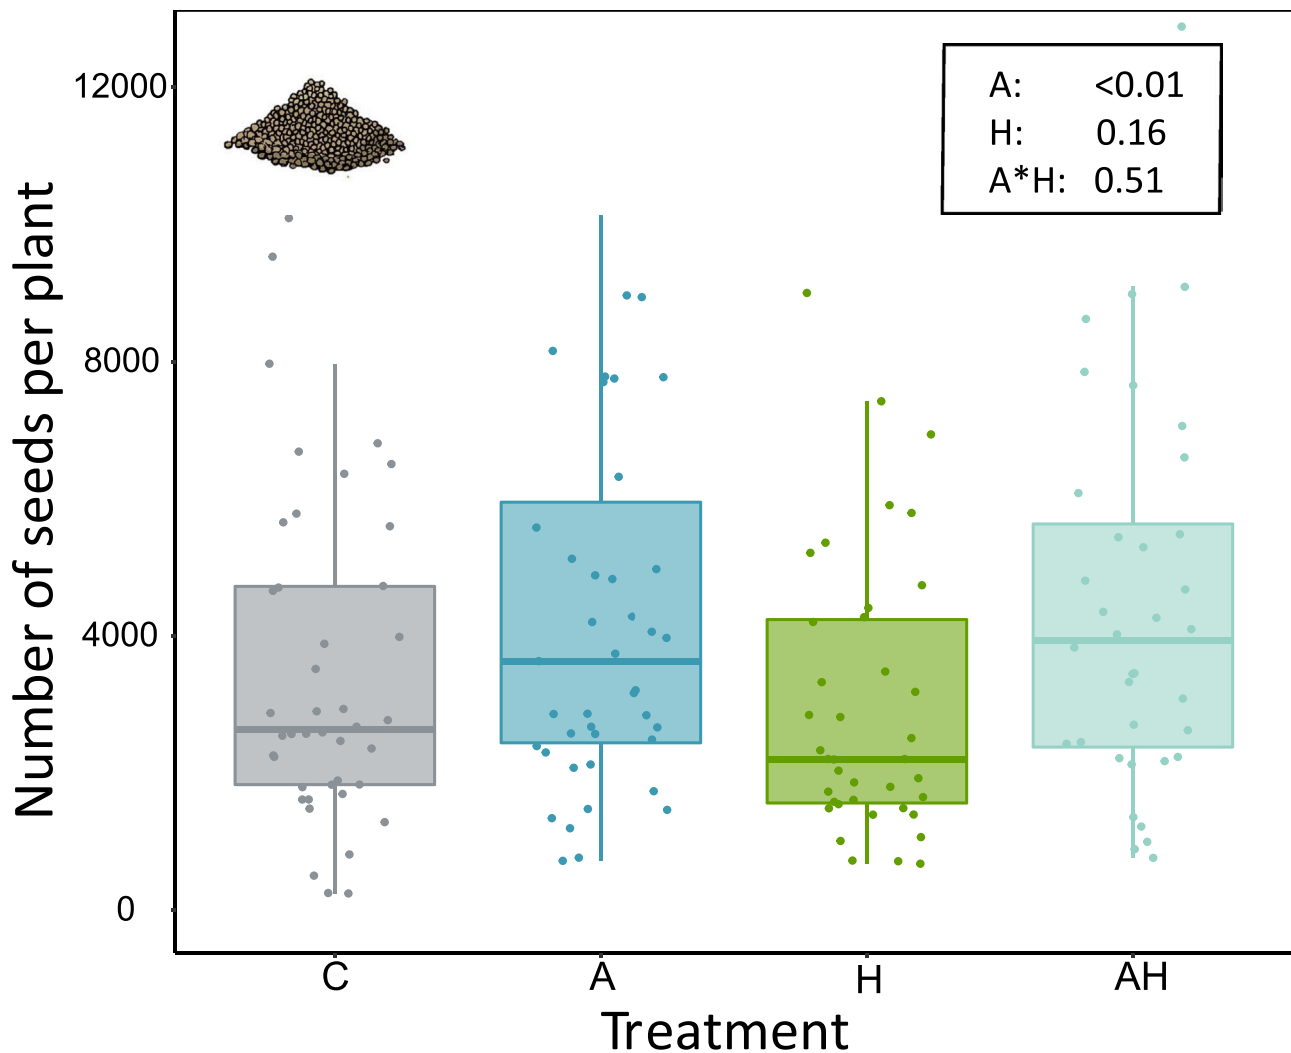 12000
8000
4000
0
Number of seeds per plant
A: <0.01
H: 0.16
A*H: 0.51
C A H AH
Treatment